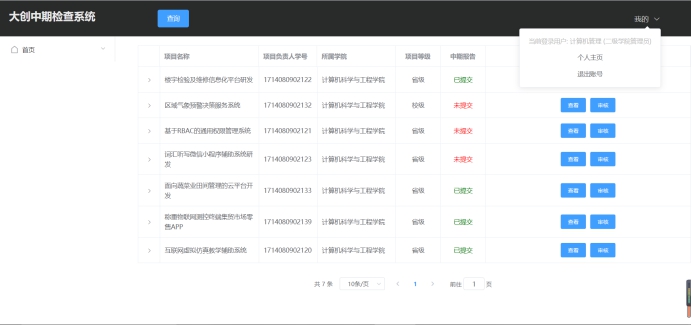 大创中期检查系统
查询
我的
当前登录用户: 计算机管理 (二级学院管理员)
个人主页
退出账号
首页
项目名称 项目负责人学号 所属学院 项目等级 中期报告
楼宇检验及维修信息化平台研发 1714080902122 计算机科学与工程学院 省级 已提交
区域气象预警决策服务系统 1714080902132 计算机科学与工程学院 校级 未提交 查看 审核
基于RBAC的通用权限管理系统 1714080902121 计算机科学与工程学院 省级 未提交 查看 审核
词汇听写微信小程序辅助系统研
发 1714080902123 计算机科学与工程学院 省级 未提交 查看 审核
面向蔬菜业田间管理的云平台开
发 1714080902133 计算机科学与工程学院 省级 已提交 查看 审核
称重物联网测控终端集贸市场零
售APP 1714080902139 计算机科学与工程学院 省级 已提交 查看 审核
互联网虚拟仿真教学辅助系统 1714080902120 计算机科学与工程学院 省级 已提交 查看 审核
共 7 条 10条/页 1 前往 1 页